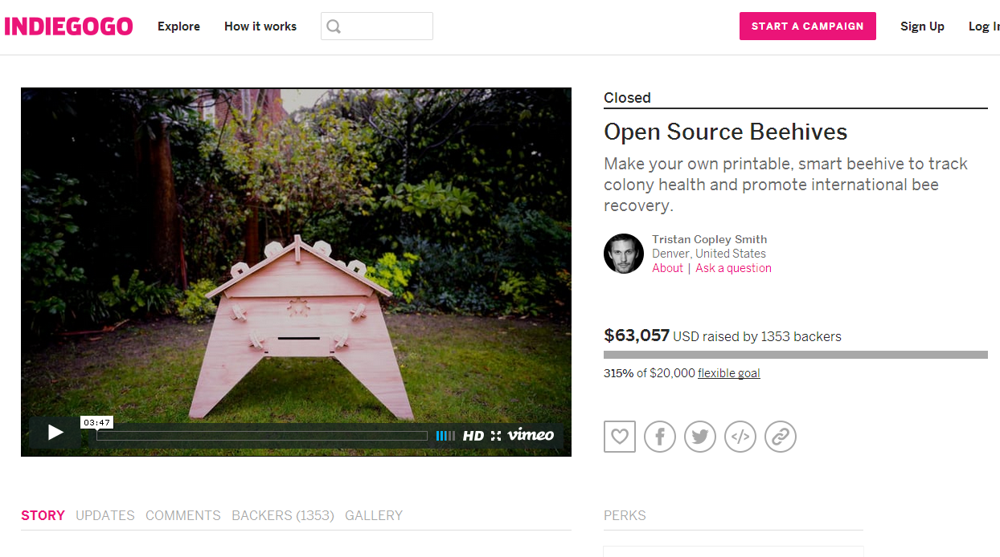 INDIEGOGO Explore How it works START A CAMPAIGN Sign Up Log In
Closed
Open Source Beehives
Make your own printable, smart beehive to track
colony health and promote international bee
recovery.
Tristan Copley Smith
Denver, United States
About | Ask a question
$63,057 USD raised by 1353 backers
315% of $20,000 flexible goal
03:47
HD vimeo
</>
STORY UPDATES COMMENTS BACKERS (1353) GALLERY
PERKS